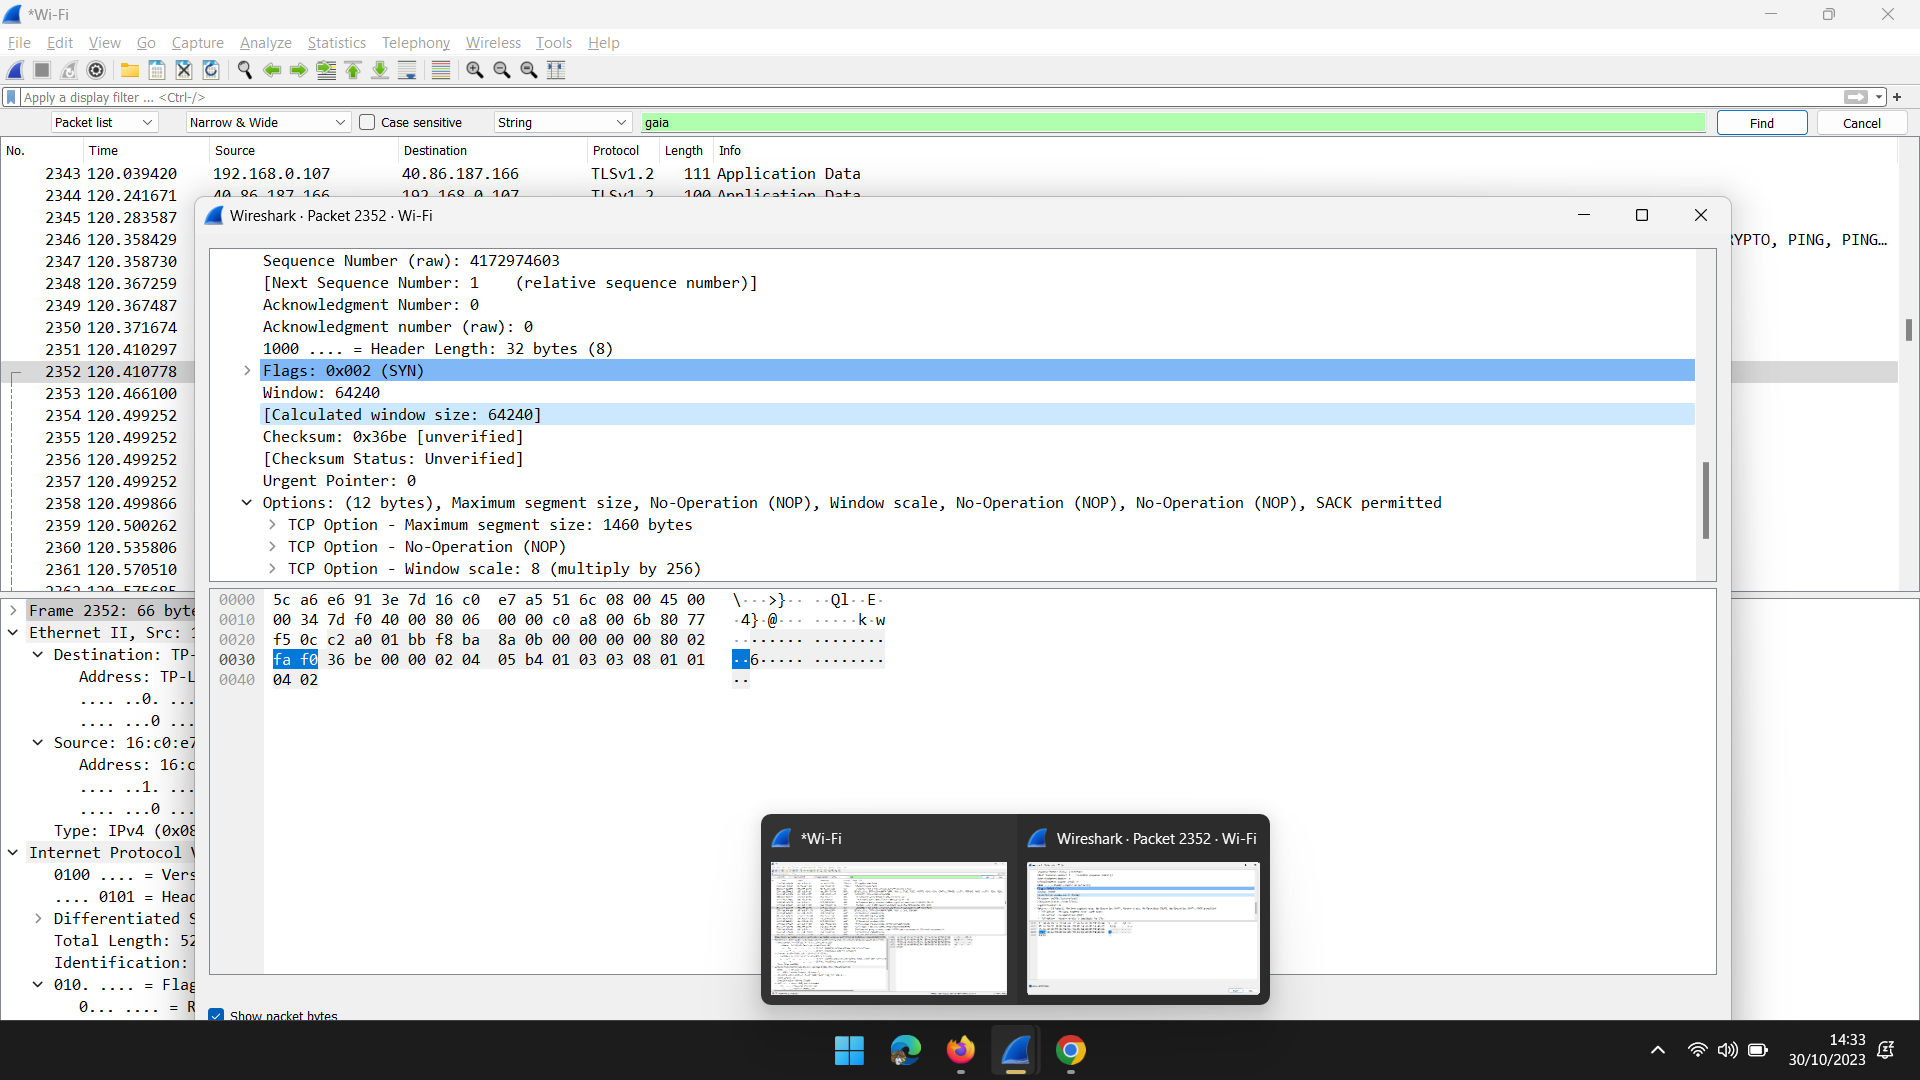 *Wi-Fi
File Edit View Go Capture Analyze Statistics Telephony Wireless Tools Help
Apply a display filter ... <Ctrl-/>
Packet list Narrow & Wide Case sensitive String gaia Find Cancel
No. Time Source Destination Protocol Length Info
2343 120.039420 192.168.0.107 40.86.187.166 TLSv1.2 111 Application Data
2344 120.241671 40.86.187.166 192.168.0.107 TLSv1.2 100 Application Data
2345 120.283587
2346 120.358429 RYPTO, PING, PING…
2347 120.358730
2348 120.367259
2349 120.367487
2350 120.371674
2351 120.410297
2352 120.410778
2353 120.466100
2354 120.499252
2355 120.499252
2356 120.499252
2357 120.499252
2358 120.499866
2359 120.500262
2360 120.535806
2361 120.570510
2362 120.575685
Frame 2352: 66 byte
Ethernet II, Src: 1
Destination: TP-
Address: TP-L
.... ..0. ....
.... ...0 ....
Source: 16:c0:e7
Address: 16:c
.... ..1. ....
.... ...0 ....
Type: IPv4 (0x08
Internet Protocol V
0100 .... = Vers
.... 0101 = Head
Differentiated S
Total Length: 52
Identification:
010. .... = Flag
0... .... = R
Wireshark · Packet 2352 · Wi-Fi
Sequence Number (raw): 4172974603
[Next Sequence Number: 1    (relative sequence number)]
Acknowledgment Number: 0
Acknowledgment number (raw): 0
1000 .... = Header Length: 32 bytes (8)
Flags: 0x002 (SYN)
Window: 64240
[Calculated window size: 64240]
Checksum: 0x36be [unverified]
[Checksum Status: Unverified]
Urgent Pointer: 0
Options: (12 bytes), Maximum segment size, No-Operation (NOP), Window scale, No-Operation (NOP), No-Operation (NOP), SACK permitted
TCP Option - Maximum segment size: 1460 bytes
TCP Option - No-Operation (NOP)
TCP Option - Window scale: 8 (multiply by 256)
0000 5c a6 e6 91 3e 7d 16 c0 e7 a5 51 6c 08 00 45 00 \···>}·· ··Ql··E·
0010 00 34 7d f0 40 00 80 06 00 00 c0 a8 00 6b 80 77 ·4}·@··· ·····k·w
0020 f5 0c c2 a0 01 bb f8 ba 8a 0b 00 00 00 00 80 02 ········ ········
0030 fa f0 36 be 00 00 02 04 05 b4 01 03 03 08 01 01 ··6····· ········
0040 04 02 ··
Show packet bytes
*Wi-Fi
Wireshark · Packet 2352 · Wi-Fi
14:33
30/10/2023